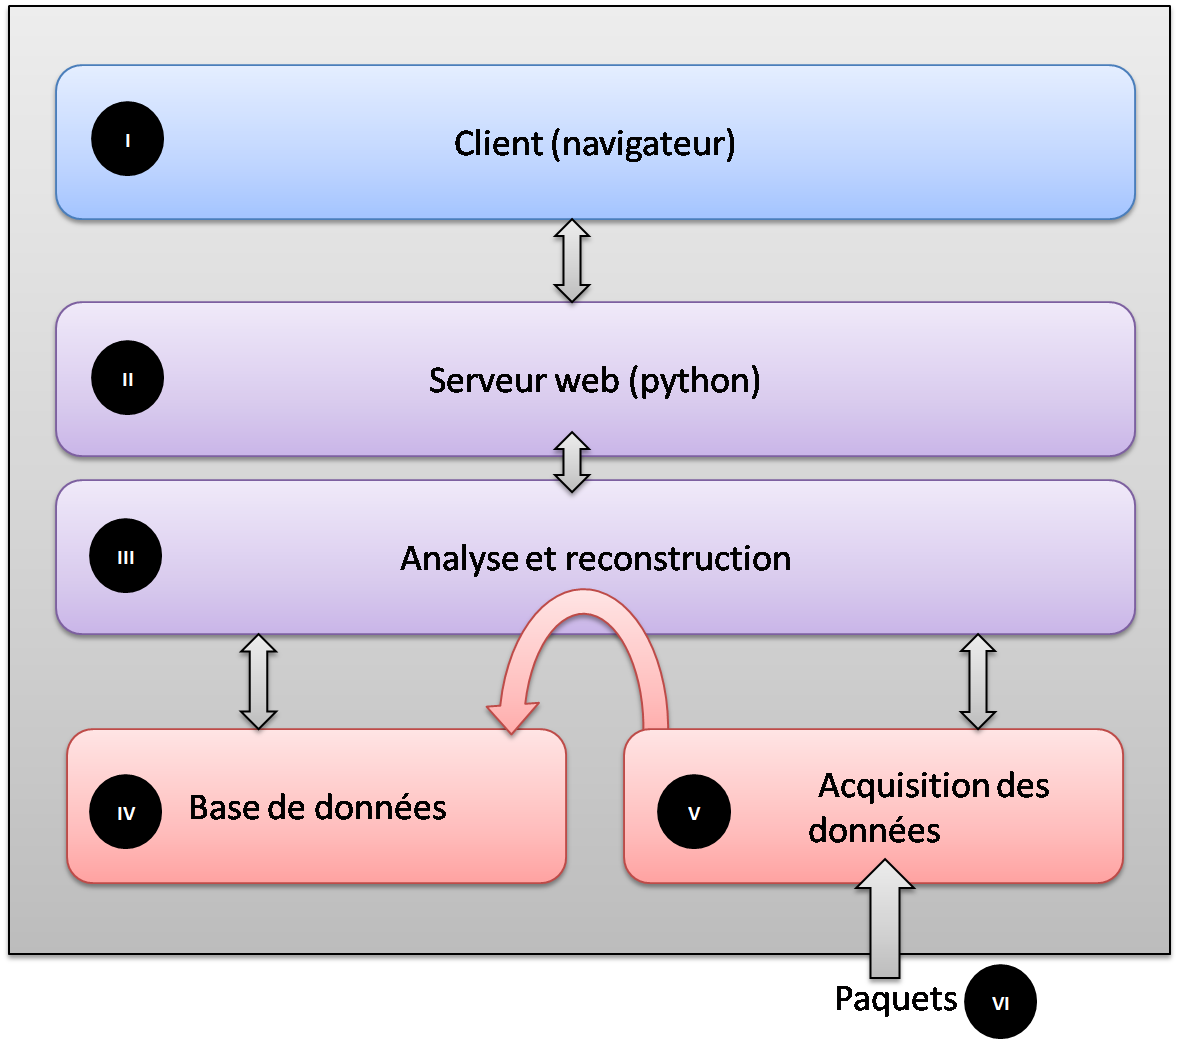 I
Client (navigateur)
II
Serveur web (python)
III
Analyse et reconstruction
IV
Base de données
V
Acquisition des
données
Paquets
VI